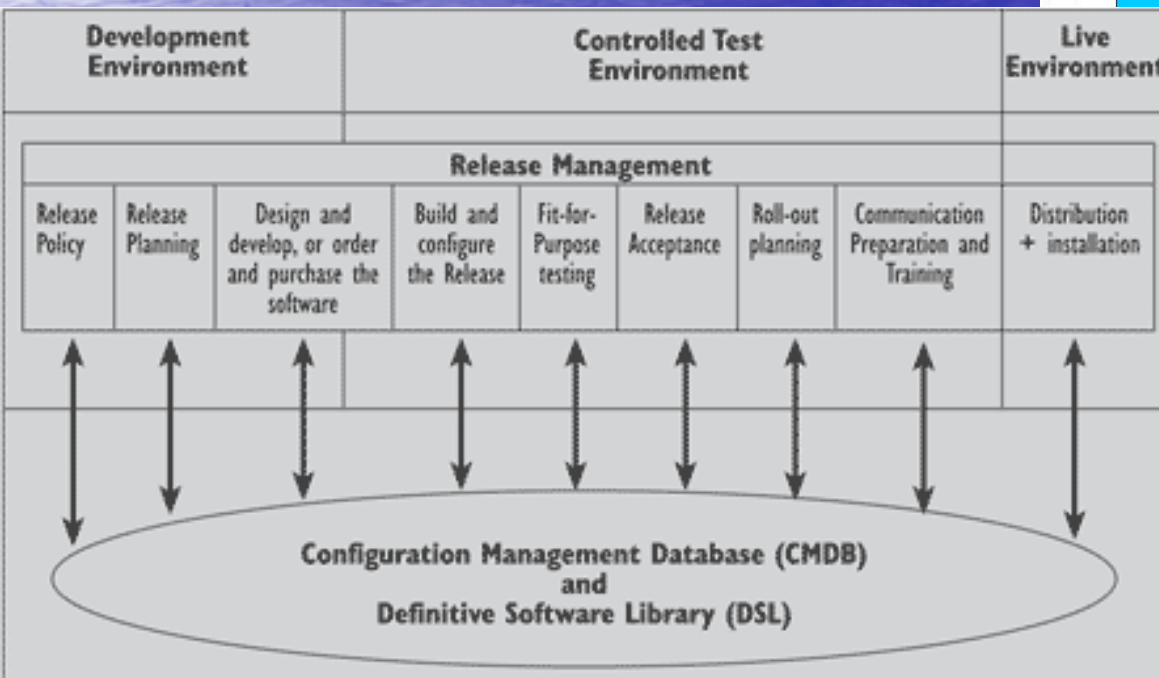 Development
Environment
Controlled Test
Environment
Live
Environment
Release Management
Release
Policy
Release
Planning
Design and
develop, or order
and purchase the
software
Build and
configure
the Release
Fit-for-
Purpose
testing
Release
Acceptance
Roll-out
planning
Communication
Preparation and
Training
Distribution
+ installation
Configuration Management Database (CMDB)
and
Definitive Software Library (DSL)